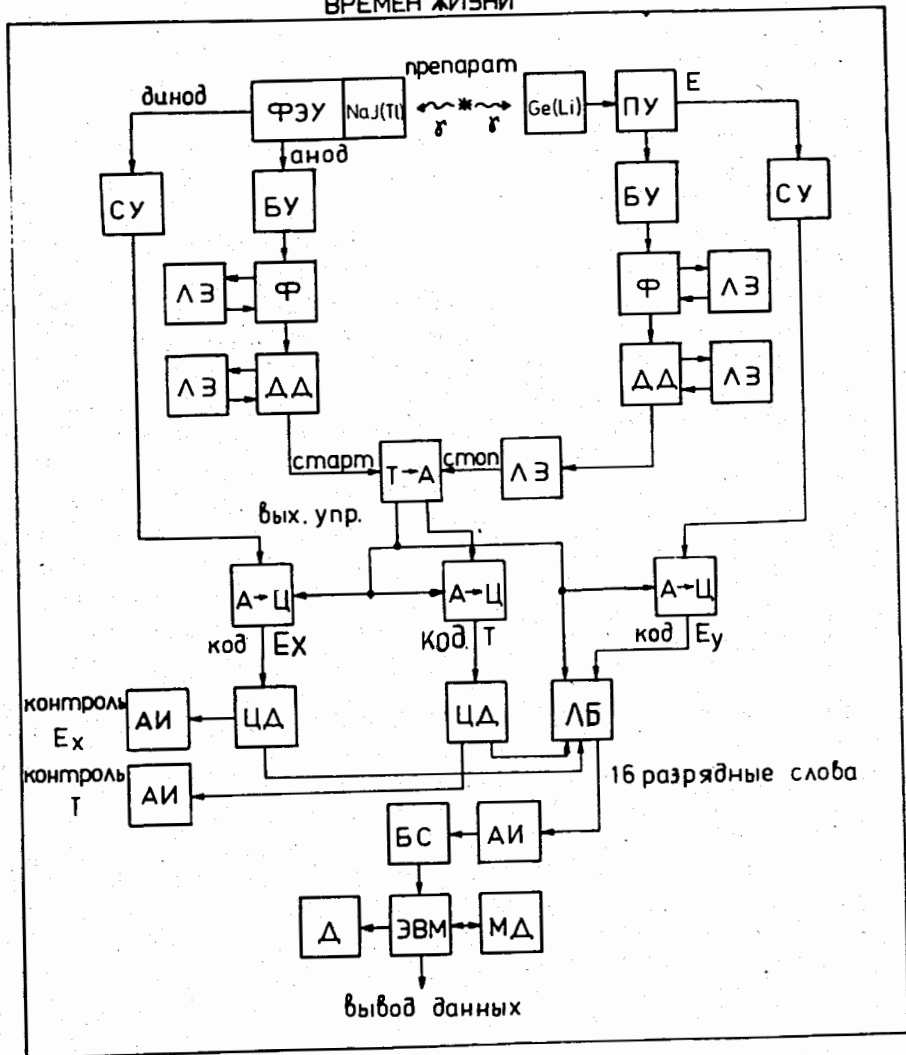 ВРЕМЕН ЖИЗНИ
препарат
динод
ФЭУ
NaJ(Tl)
γ γ
Ge(Li)
ПУ
E
анод
СУ
БУ
БУ
СУ
ЛЗ
Ф
Ф
ЛЗ
ЛЗ
ДД
ДД
ЛЗ
старт
Т→А
стоп
ЛЗ
вых. упр.
А→Ц
А→Ц
А→Ц
код Ex
Код. Т
код Ey
контроль
Ex
АИ
ЦД
ЦД
ЛБ
контроль
Т
АИ
16 разрядные слова
БС
АИ
Д
ЭВМ
МД
вывод данных